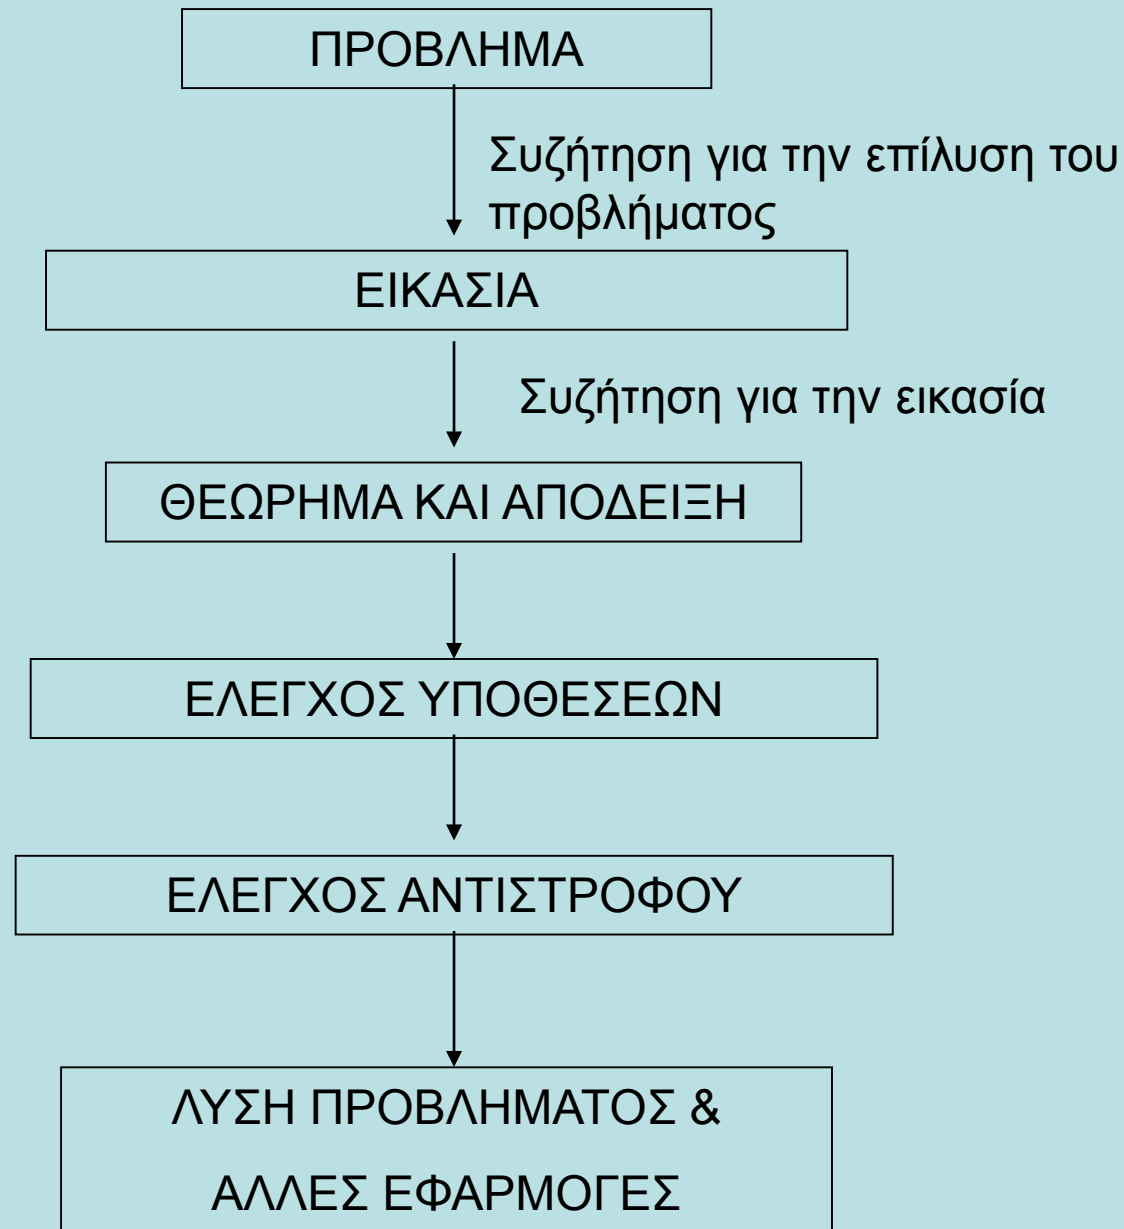 ΠΡΟΒΛΗΜΑ
Συζήτηση για την επίλυση του
προβλήματος
ΕΙΚΑΣΙΑ
Συζήτηση για την εικασία
ΘΕΩΡΗΜΑ ΚΑΙ ΑΠΟΔΕΙΞΗ
ΕΛΕΓΧΟΣ ΥΠΟΘΕΣΕΩΝ
ΕΛΕΓΧΟΣ ΑΝΤΙΣΤΡΟΦΟΥ
ΛΥΣΗ ΠΡΟΒΛΗΜΑΤΟΣ &
ΑΛΛΕΣ ΕΦΑΡΜΟΓΕΣ